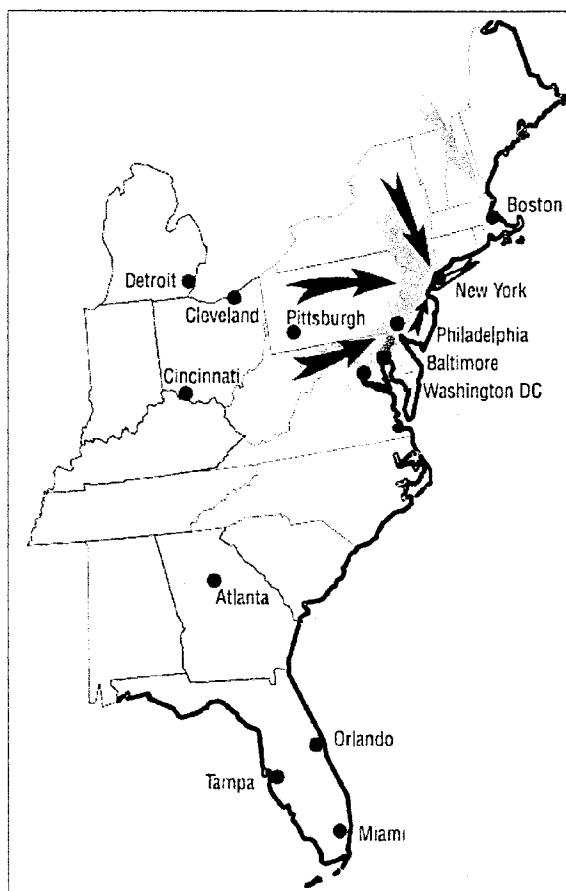 Boston
Detroit
New York
Cleveland
Pittsburgh
Philadelphia
Baltimore
Cincinnati
Washington DC
Atlanta
Orlando
Tampa
Miami